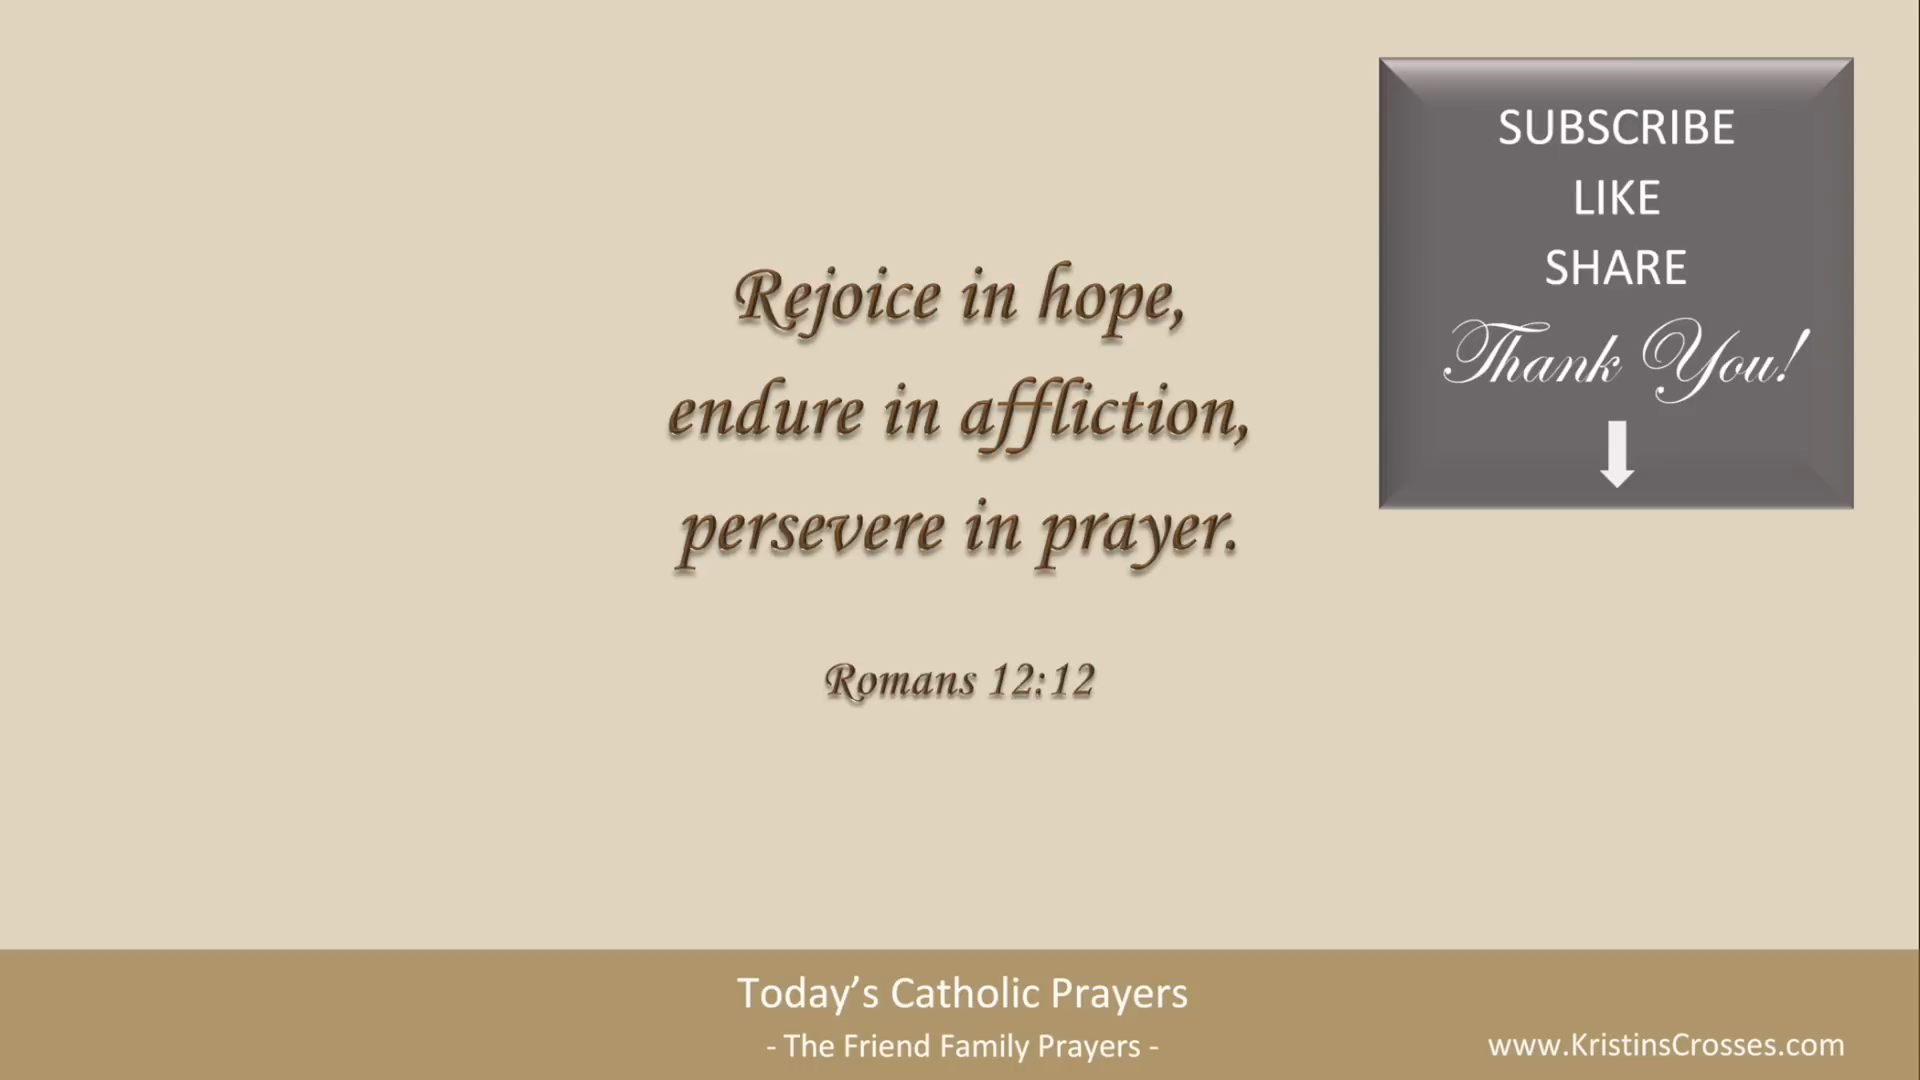 Rejoice in hope,
endure in affliction,
persevere in prayer.
Romans 12:12
SUBSCRIBE
LIKE
SHARE
Thank You!
Today’s Catholic Prayers
- The Friend Family Prayers -
www.KristinsCrosses.com